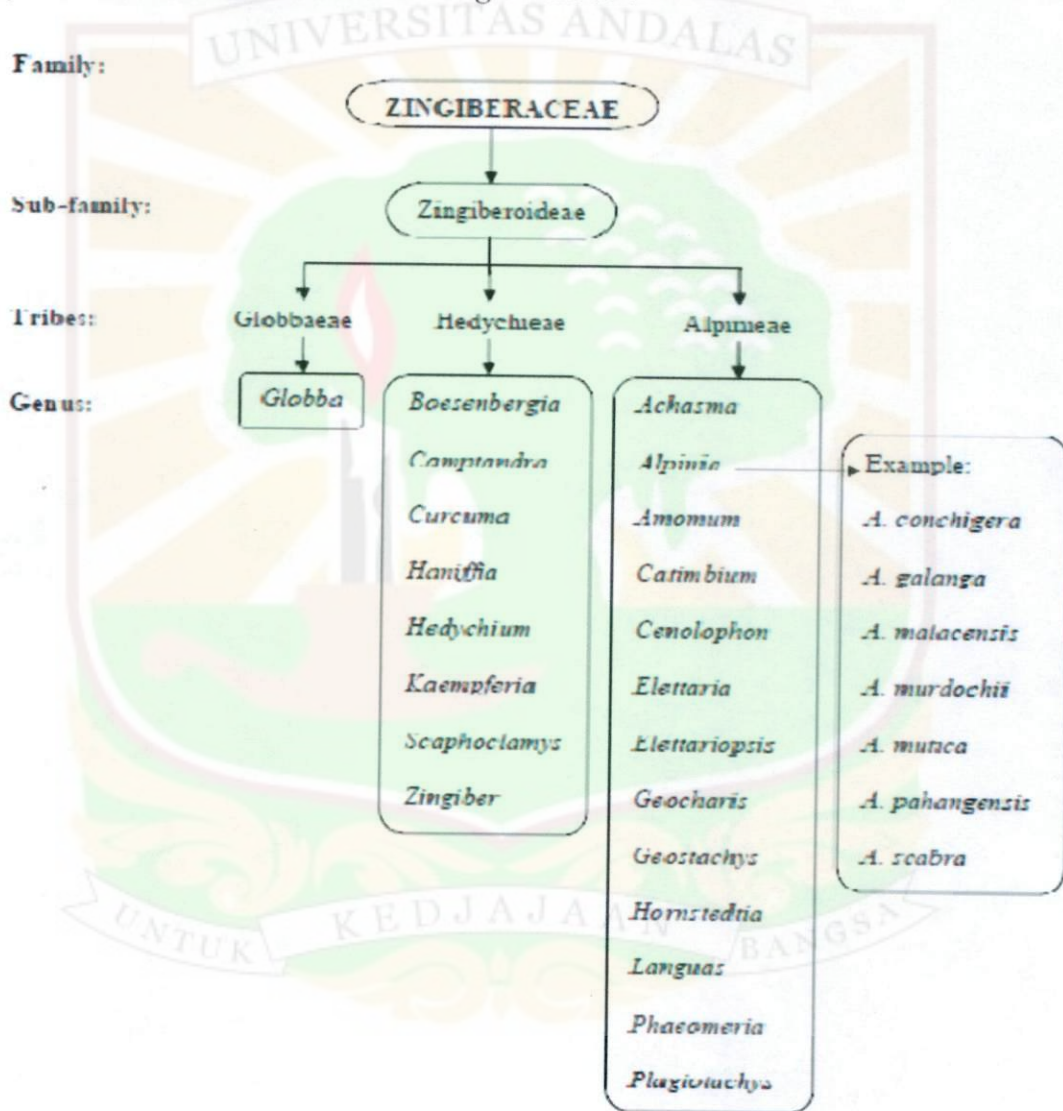 UNIVERSITAS ANDALAS
Family:
ZINGIBERACEAE
Sub-family:
Zingiberoideae
Tribes:
Globbaeae
Hedychieae
Alpinieae
Genus:
Globba
Boesenbergia
Camptandra
Curcuma
Haniffia
Hedychium
Kaempferia
Scaphoclamys
Zingiber
Achasma
Alpinia
Amomum
Catimbium
Cenolophon
Elettaria
Elettariopsis
Geocharis
Geostachys
Hornstedtia
Languas
Phaeomeria
Plagiotachys
Example:
A. conchigera
A. galanga
A. malacensis
A. murdochii
A. mutica
A. pahangensis
A. scabra
UNTUK KEDJAJAAN BANGSA